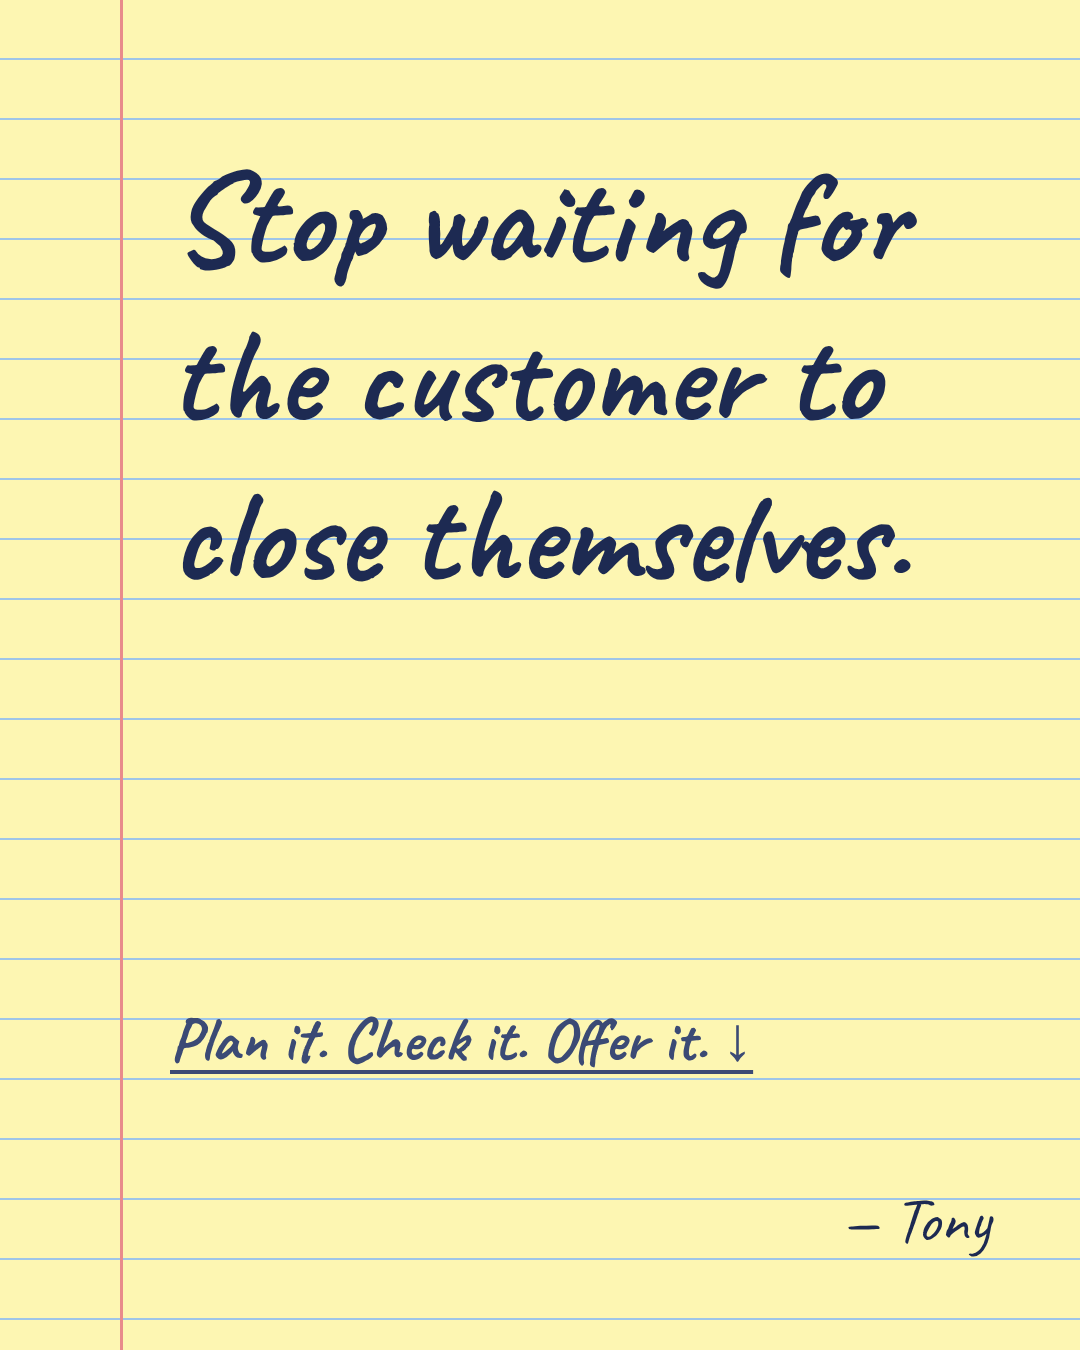 Stop waiting for
the customer to
close themselves.
Plan it. Check it. Offer it. ↓
– Tony